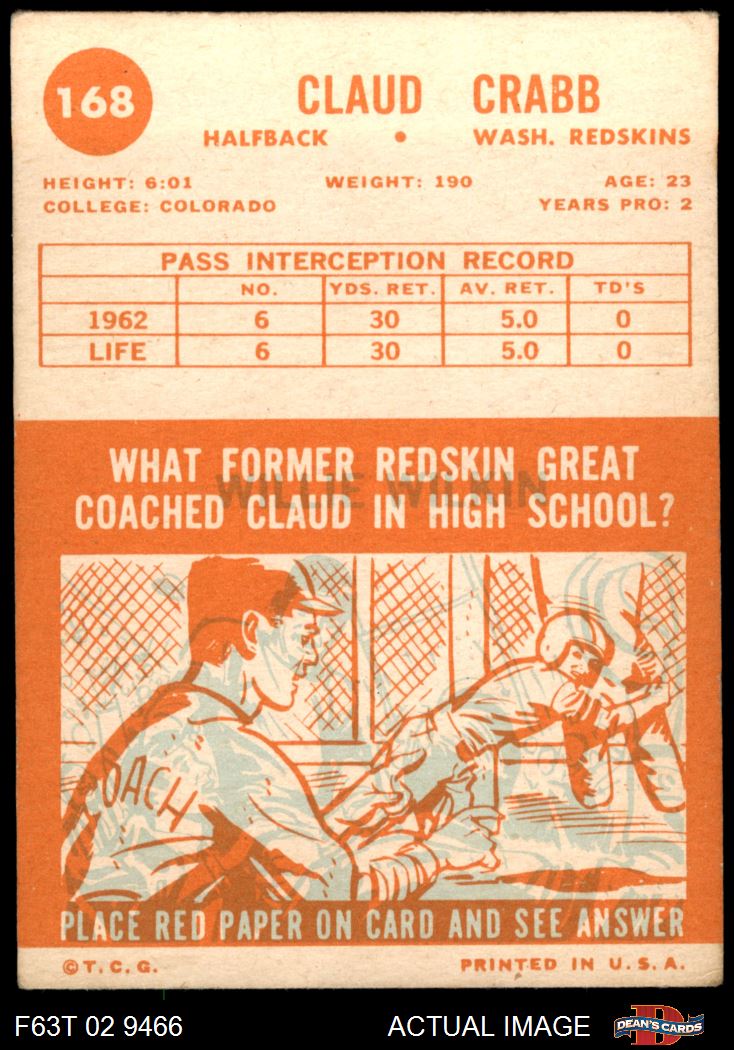 168
CLAUD CRABB
HALFBACK • WASH. REDSKINS
HEIGHT: 6:01 WEIGHT: 190 AGE: 23
COLLEGE: COLORADO YEARS PRO: 2
PASS INTERCEPTION RECORD
NO. YDS. RET. AV. RET. TD'S
1962 6 30 5.0 0
LIFE 6 30 5.0 0
WHAT FORMER REDSKIN GREAT
WILLIE WILKIN
COACHED CLAUD IN HIGH SCHOOL?
COACH
PLACE RED PAPER ON CARD AND SEE ANSWER
© T. C. G. PRINTED IN U. S. A.
F63T 02 9466 ACTUAL IMAGE DEAN'S CARDS